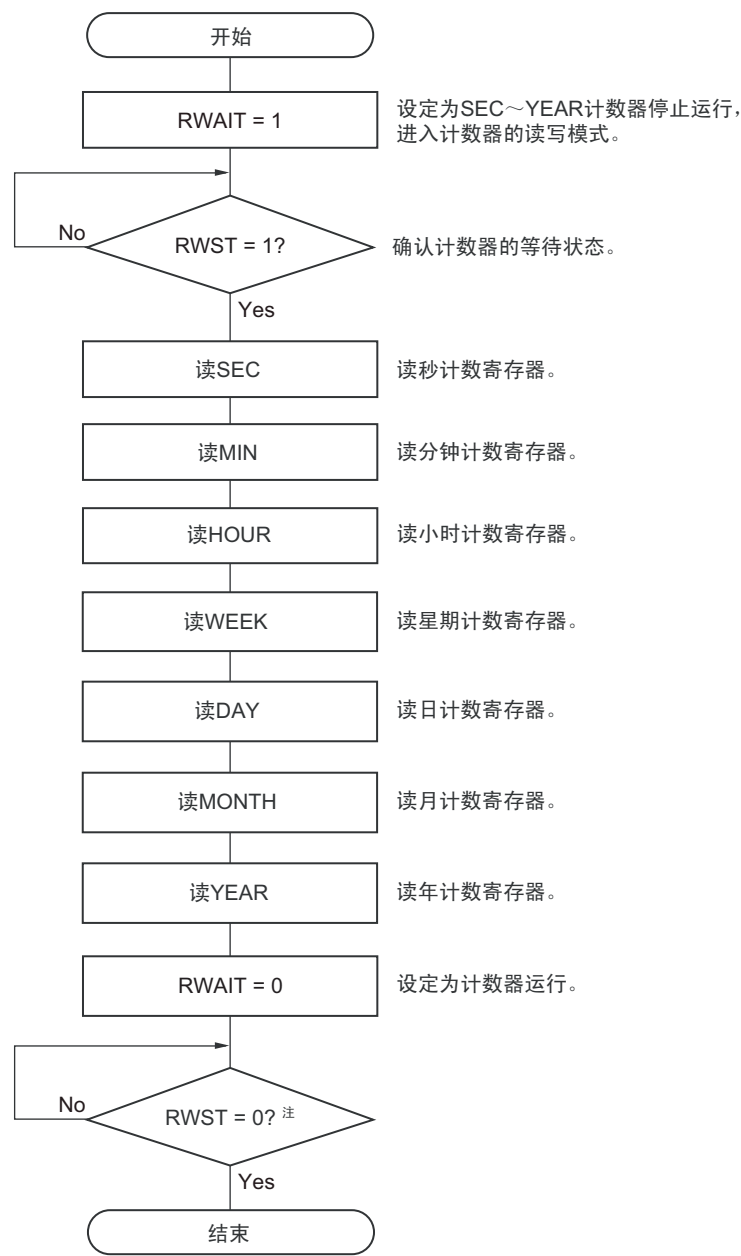 开始
RWAIT = 1
设定为SEC～YEAR计数器停止运行，
进入计数器的读写模式。
No
RWST = 1?
确认计数器的等待状态。
Yes
读SEC
读秒计数寄存器。
读MIN
读分钟计数寄存器。
读HOUR
读小时计数寄存器。
读WEEK
读星期计数寄存器。
读DAY
读日计数寄存器。
读MONTH
读月计数寄存器。
读YEAR
读年计数寄存器。
RWAIT = 0
设定为计数器运行。
No
RWST = 0? 注
Yes
结束